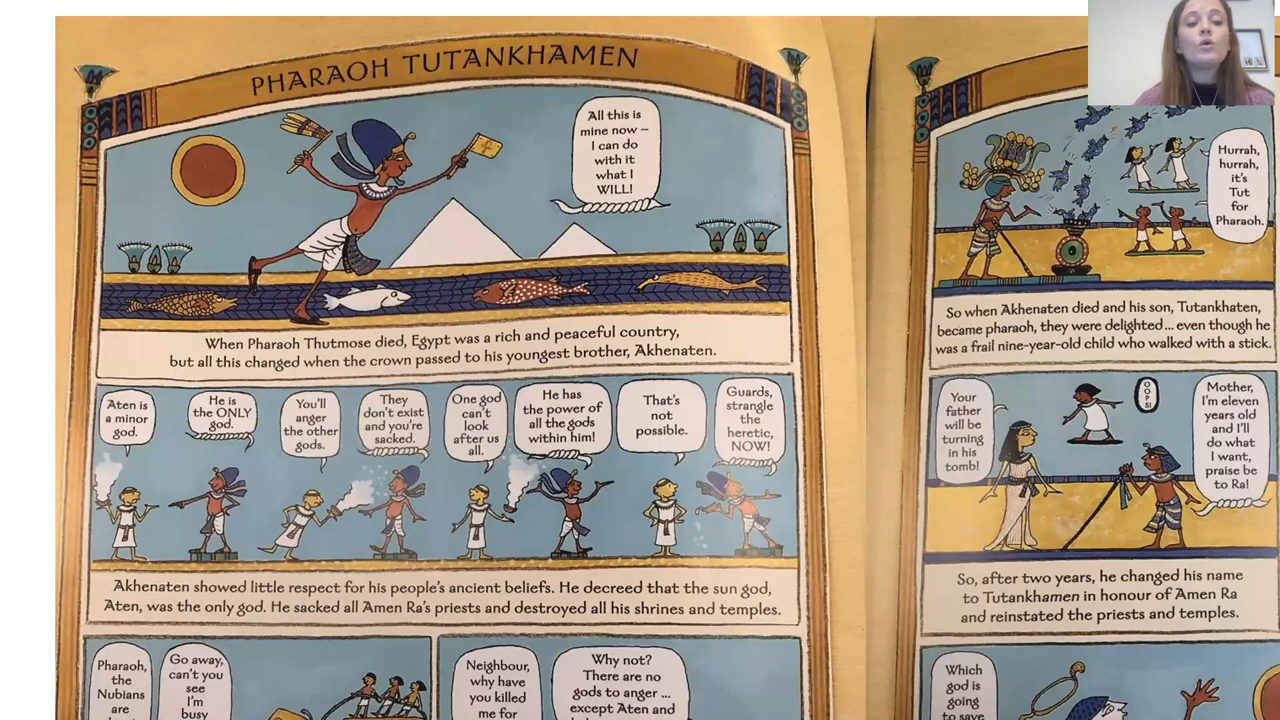 PHARAOH TUTANKHAMEN
All this is
mine now –
I can do
with it
what I
WILL!
When Pharaoh Thutmose died, Egypt was a rich and peaceful country,
but all this changed when the crown passed to his youngest brother, Akhenaten.
Aten is
a minor
god.
He is
the ONLY
god.
You'll
anger
the other
gods.
They
don't exist
and you're
sacked.
One god
can't
look
after us
all.
He has
the power of
all the gods
within him!
That's
not
possible.
Guards,
strangle
the
heretic,
NOW!
Akhenaten showed little respect for his people's ancient beliefs. He decreed that the sun god,
Aten, was the only god. He sacked all Amen Ra's priests and destroyed all his shrines and temples.
Pharaoh,
the
Nubians
are
Go away,
can't you
see
I'm
busy
Neighbour,
why have
you killed
me for
Why not?
There are no
gods to anger ...
except Aten and
Hurrah,
hurrah,
it's
Tut
for
Pharaoh.
So when Akhenaten died and his son, Tutankhaten,
became pharaoh, they were delighted... even though he
was a frail nine-year-old child who walked with a stick.
Your
father
will be
turning
in his
tomb!
OOPS!
Mother,
I'm eleven
years old
and I'll
do what
I want,
praise be
to Ra!
So, after two years, he changed his name
to Tutankhamen in honour of Amen Ra
and reinstated the priests and temples.
Which
god is
going
to save